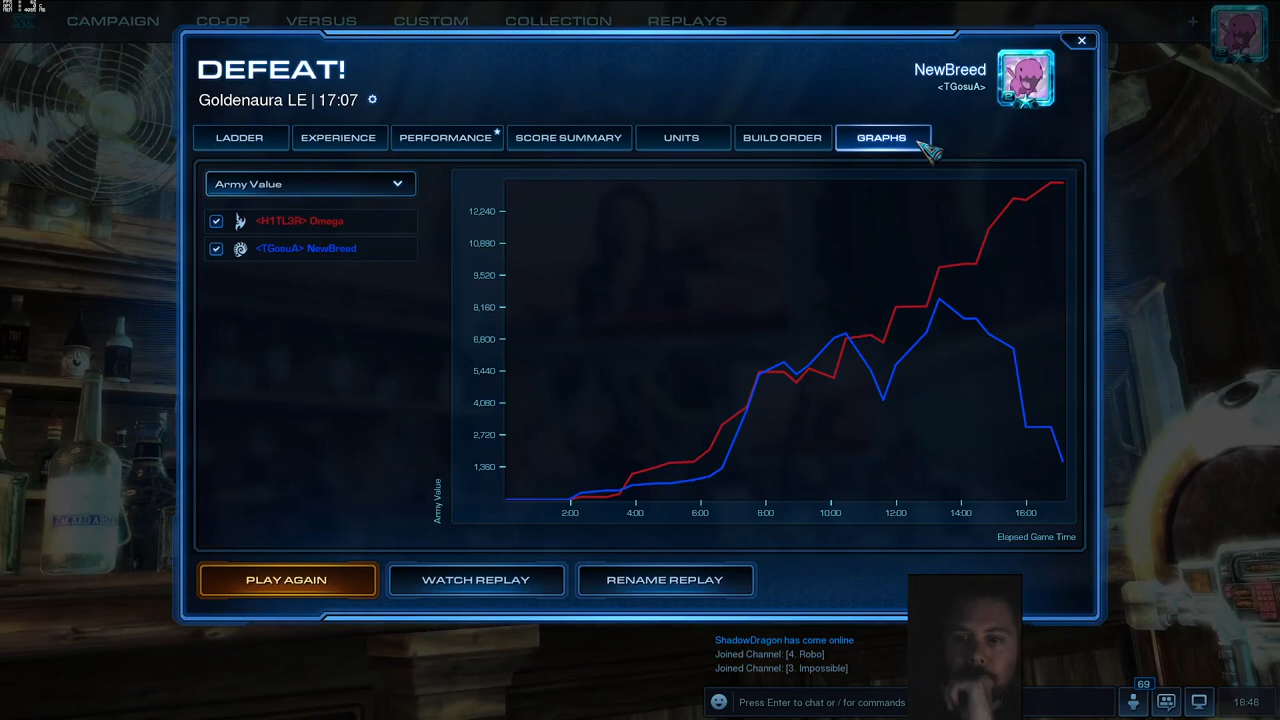 CAMPAIGN CO-OP VERSUS CUSTOM COLLECTION REPLAYS
DEFEAT!
Goldenaura LE | 17:07
NewBreed
<TGosuA>
LADDER EXPERIENCE PERFORMANCE SCORE SUMMARY UNITS BUILD ORDER GRAPHS
Army Value
<H1TL3R> Omega
<TGosuA> NewBreed
12,240
10,880
9,520
8,160
6,800
5,440
4,080
2,720
1,360
Army Value
2:00 4:00 6:00 8:00 10:00 12:00 14:00 16:00
Elapsed Game Time
PLAY AGAIN WATCH REPLAY RENAME REPLAY
ShadowDragon has come online
Joined Channel: [4. Robo]
Joined Channel: [3. Impossible]
69
Press Enter to chat or / for commands
18:46